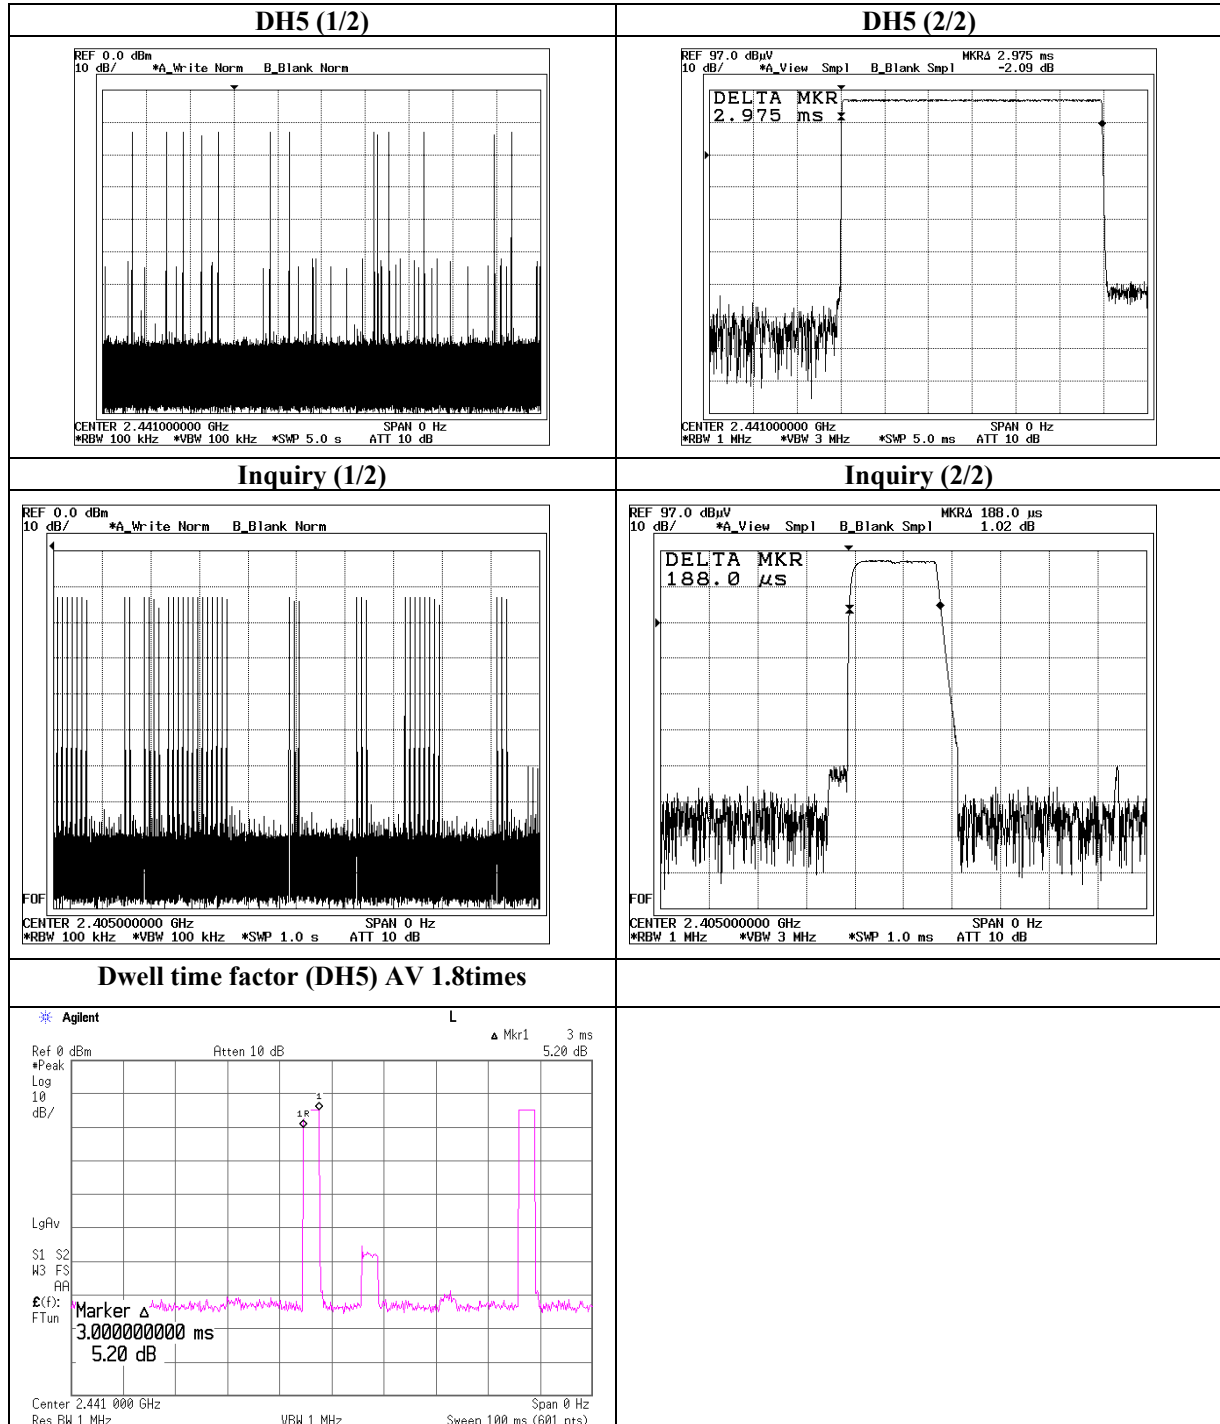 DH5 (1/2)
DH5 (2/2)
REF 0.0 dBm
10 dB/ *A_Write Norm B_Blank Norm
CENTER 2.441000000 GHz SPAN 0 Hz
*RBW 100 kHz *VBW 100 kHz *SWP 5.0 s ATT 10 dB
REF 97.0 dBμV MKRΔ 2.975 ms
10 dB/ *A_View Smpl B_Blank Smpl -2.09 dB
DELTA MKR
2.975 ms
CENTER 2.441000000 GHz SPAN 0 Hz
*RBW 1 MHz *VBW 3 MHz *SWP 5.0 ms ATT 10 dB
Inquiry (1/2)
Inquiry (2/2)
REF 0.0 dBm
10 dB/ *A_Write Norm B_Blank Norm
FOF
CENTER 2.405000000 GHz SPAN 0 Hz
*RBW 100 kHz *VBW 100 kHz *SWP 1.0 s ATT 10 dB
REF 97.0 dBμV MKRΔ 188.0 μs
10 dB/ *A_View Smpl B_Blank Smpl 1.02 dB
DELTA MKR
188.0 μs
FOF
CENTER 2.405000000 GHz SPAN 0 Hz
*RBW 1 MHz *VBW 3 MHz *SWP 1.0 ms ATT 10 dB
Dwell time factor (DH5) AV 1.8times
Agilent L
Δ Mkr1 3 ms
Ref 0 dBm Atten 10 dB 5.20 dB
*Peak
Log
10
dB/
1
1R
LgAv
S1 S2
W3 FS
AA
£(f):
FTun
Marker Δ
3.000000000 ms
5.20 dB
Center 2.441 000 GHz Span 0 Hz
Res BW 1 MHz VBW 1 MHz Sweep 100 ms (601 pts)